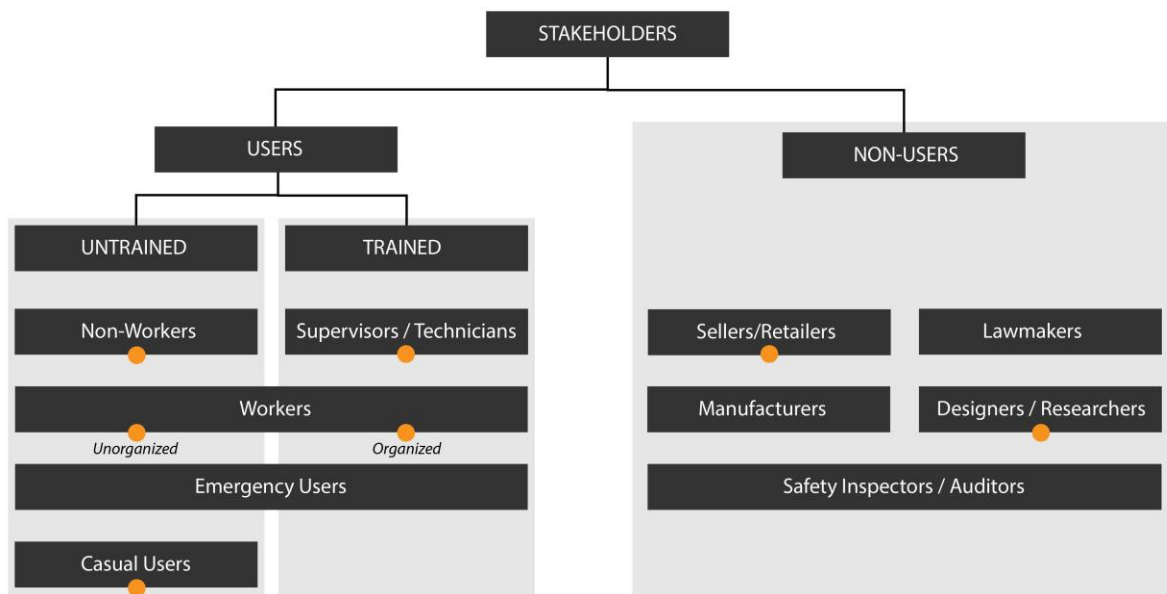 STAKEHOLDERS
USERS
NON-USERS
UNTRAINED
TRAINED
Non-Workers
Supervisors / Technicians
Sellers/Retailers
Lawmakers
Workers
Manufacturers
Designers / Researchers
Unorganized
Organized
Emergency Users
Safety Inspectors / Auditors
Casual Users